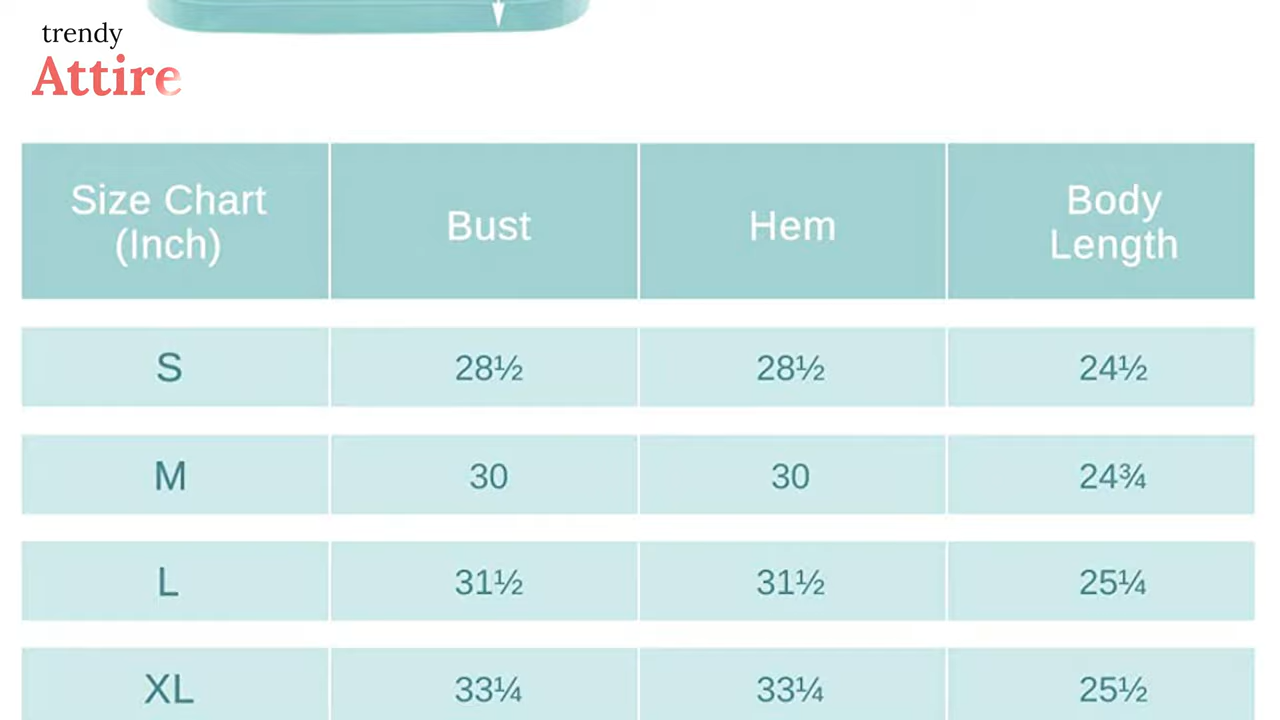 trendy
Attire
Size Chart
(Inch)
Bust
Hem
Body
Length
S
28½
28½
24½
M
30
30
24¾
L
31½
31½
25¼
XL
33¼
33¼
25½